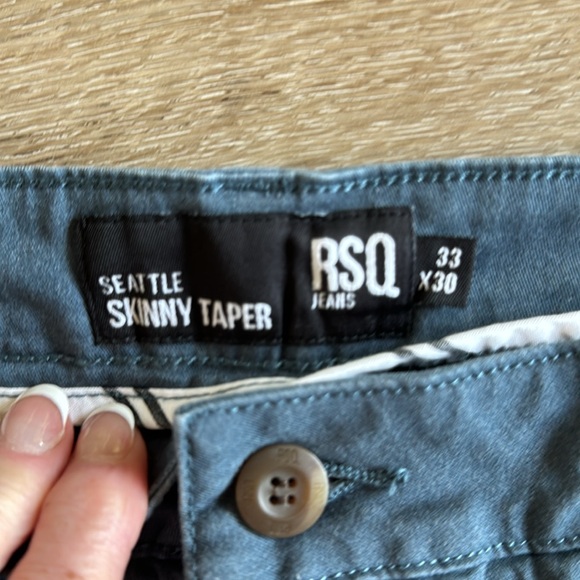 SEATTLE
SKINNY TAPER
RSQ
JEANS
33
X30